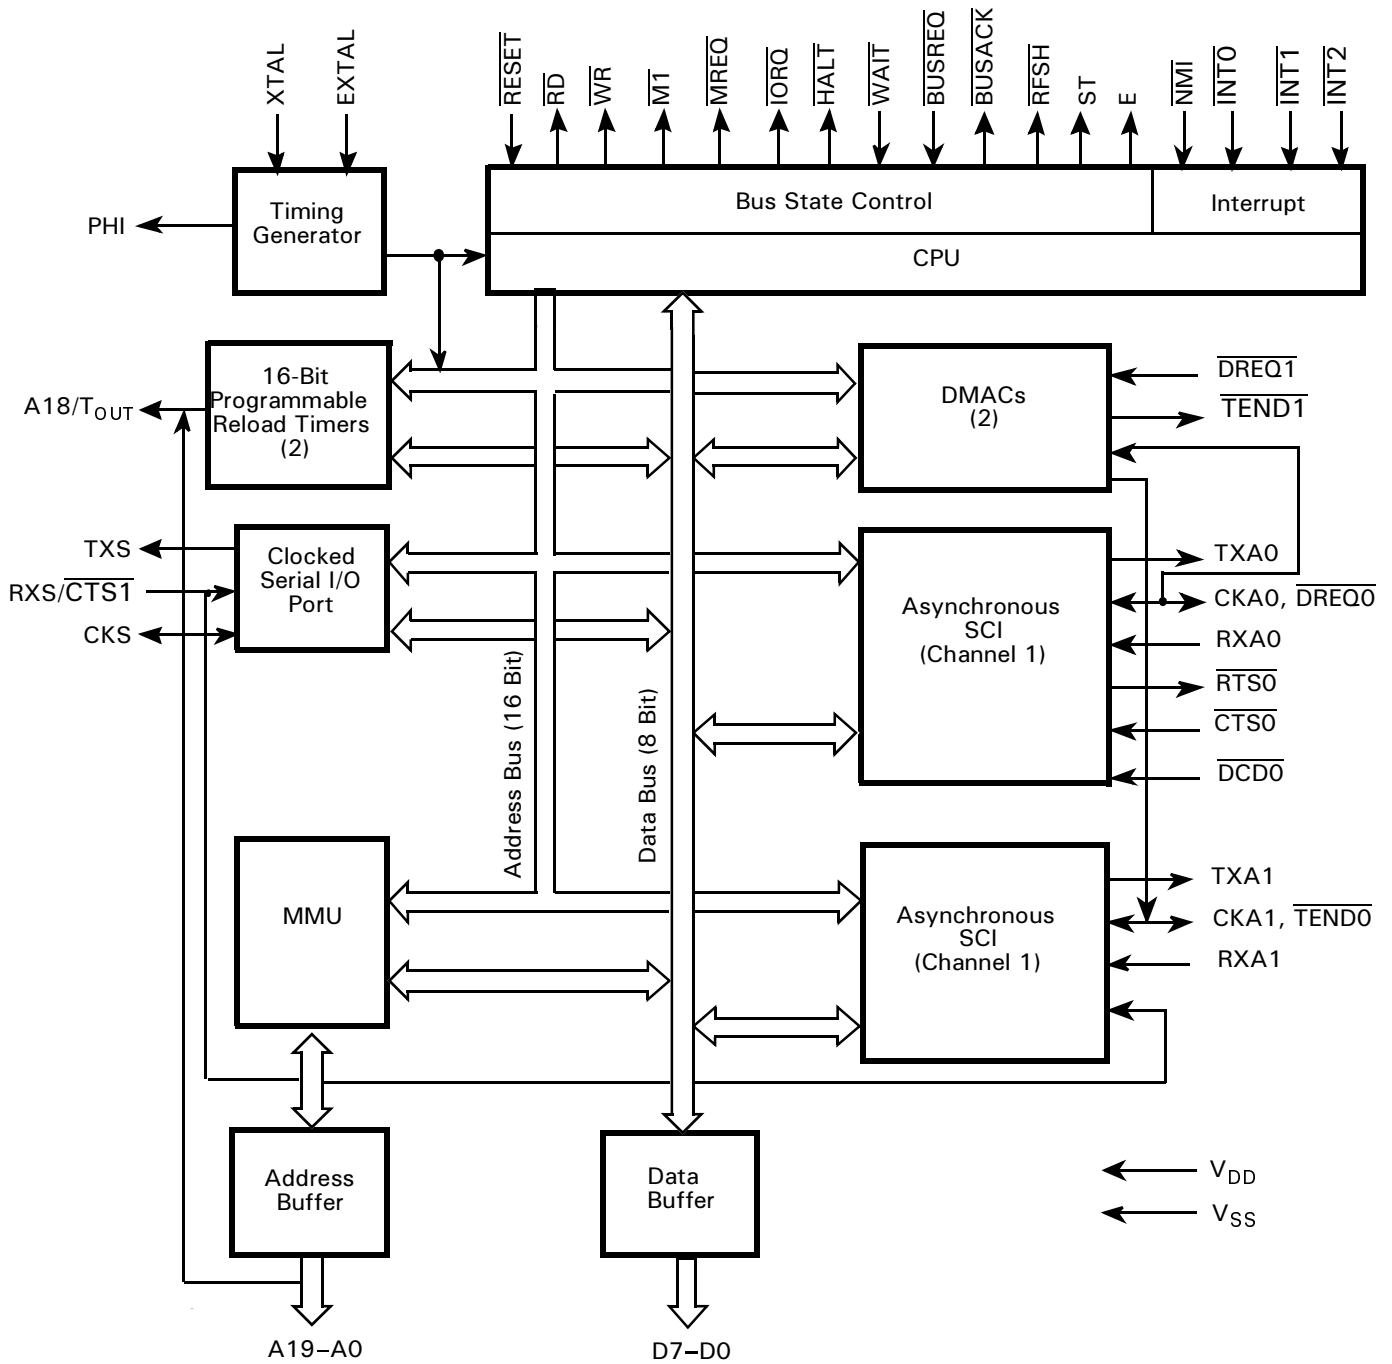 XTAL
EXTAL
RESET
RD
WR
M1
MREQ
IORQ
HALT
WAIT
BUSREQ
BUSACK
RFSH
ST
E
NMI
INT0
INT1
INT2
Timing
Generator
PHI
Bus State Control
Interrupt
CPU
16-Bit
Programmable
Reload Timers
(2)
A18/TOUT
DMACs
(2)
DREQ1
TEND1
TXS
RXS/CTS1
CKS
Clocked
Serial I/O
Port
Asynchronous
SCI
(Channel 1)
TXA0
CKA0, DREQ0
RXA0
RTS0
CTS0
DCD0
Address Bus (16 Bit)
Data Bus (8 Bit)
MMU
Asynchronous
SCI
(Channel 1)
TXA1
CKA1, TEND0
RXA1
Address
Buffer
Data
Buffer
VDD
VSS
A19–A0
D7–D0